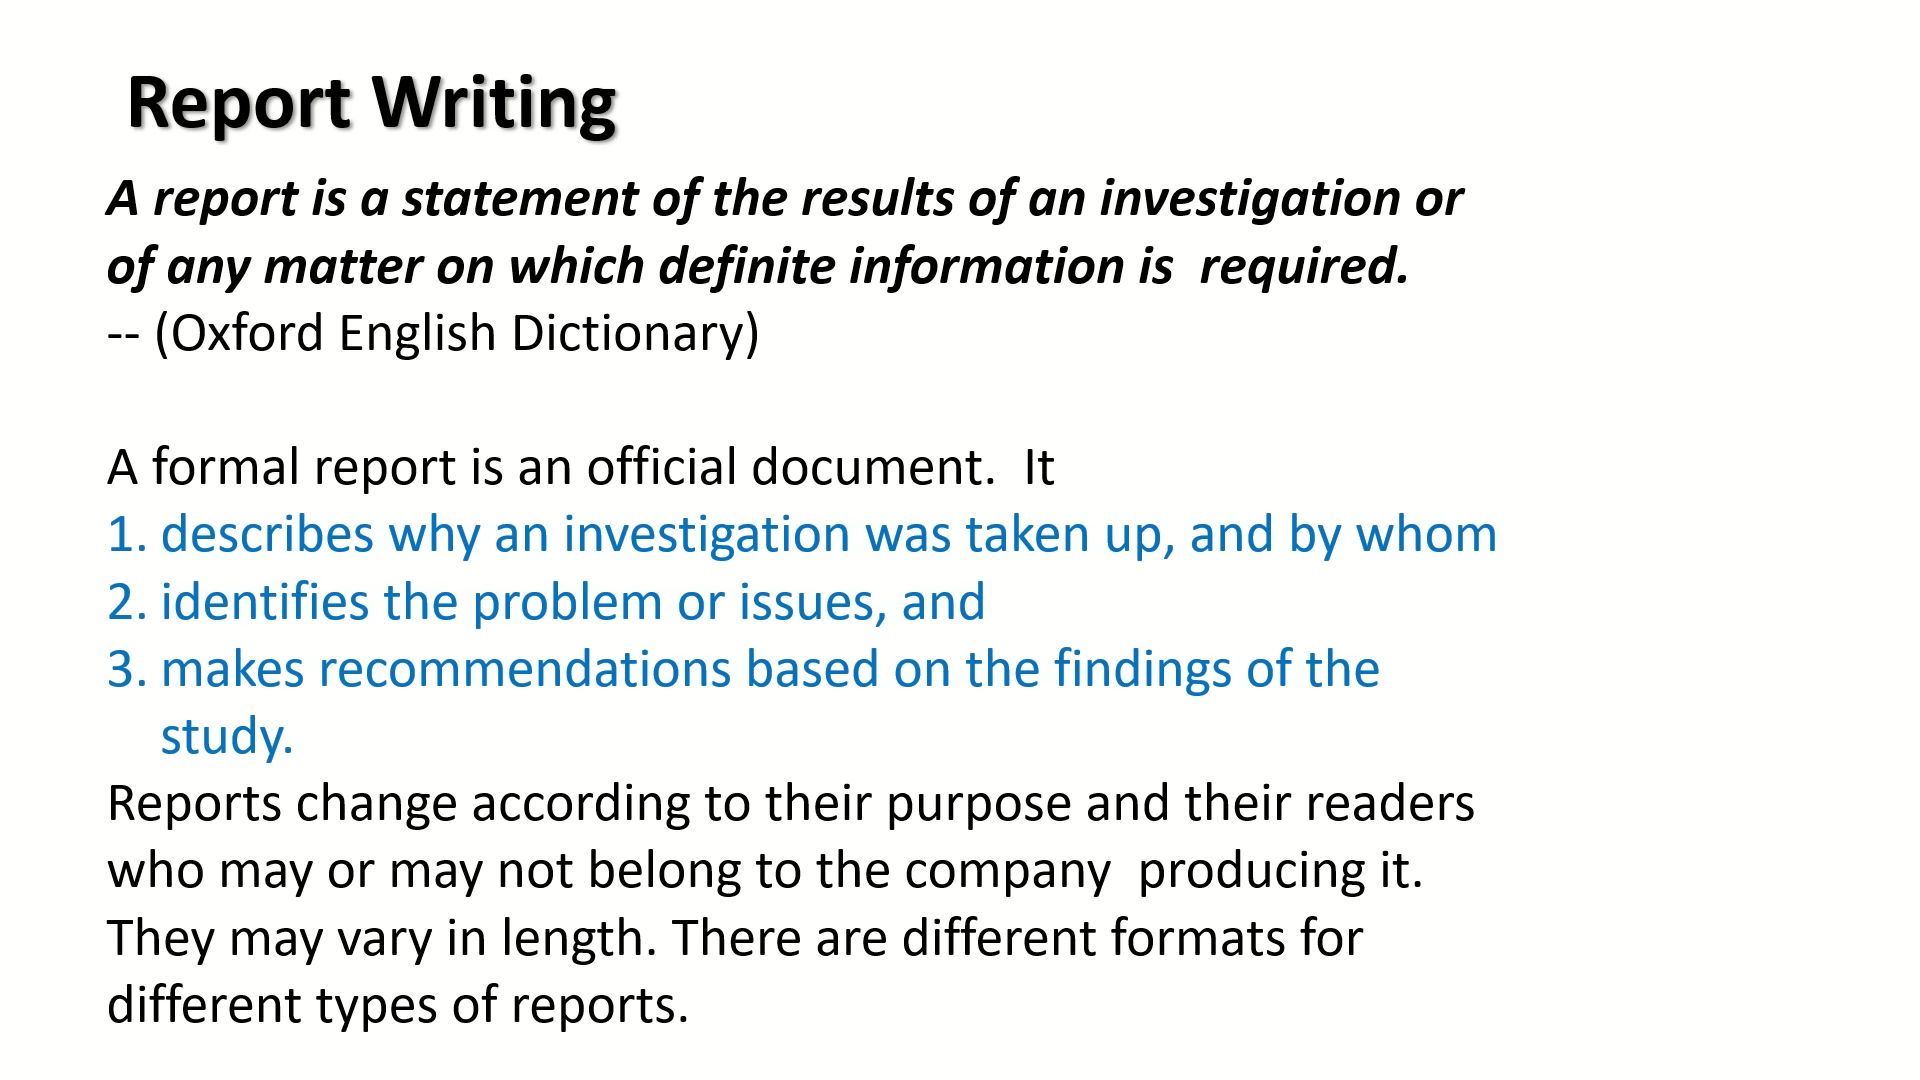 Report Writing
A report is a statement of the results of an investigation or
of any matter on which definite information is  required.
-- (Oxford English Dictionary)
A formal report is an official document.  It
1. describes why an investigation was taken up, and by whom
2. identifies the problem or issues, and
3. makes recommendations based on the findings of the
study.
Reports change according to their purpose and their readers
who may or may not belong to the company  producing it.
They may vary in length. There are different formats for
different types of reports.